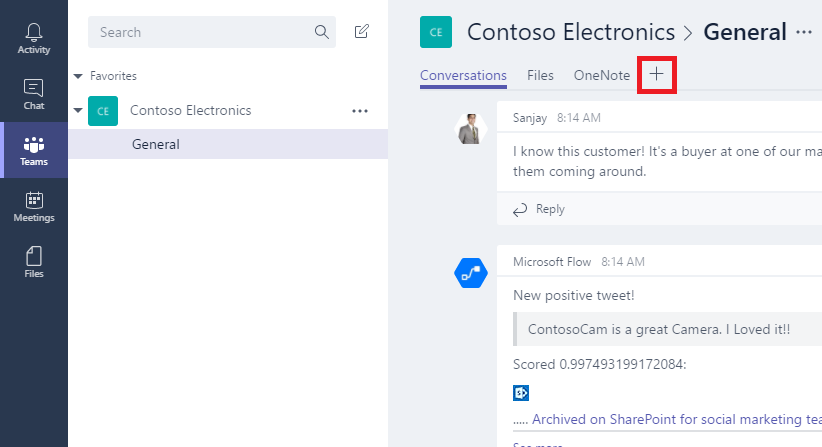 Activity
Chat
Teams
Meetings
Files
Search
Favorites
CE Contoso Electronics ...
General
CE Contoso Electronics > General ...
Conversations Files OneNote +
Sanjay 8:14 AM
I know this customer! It's a buyer at one of our ma
them coming around.
Reply
Microsoft Flow 8:14 AM
New positive tweet!
ContosoCam is a great Camera. I Loved it!!
Scored 0.997493199172084:
..... Archived on SharePoint for social marketing tea
See more